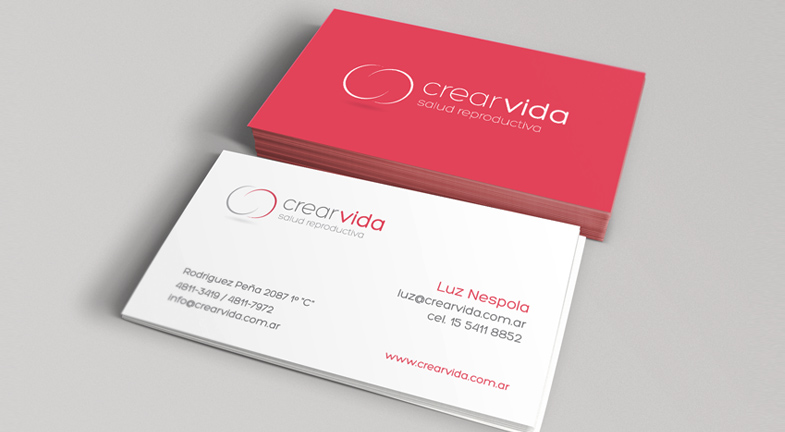 crearvida
salud reproductiva
crearvida
salud reproductiva
Rodriguez Peña 2087 1º "C"
4811-3419 / 4811-7972
info@crearvida.com.ar
Luz Nespola
luz@crearvida.com.ar
cel. 15 5411 8852
www.crearvida.com.ar